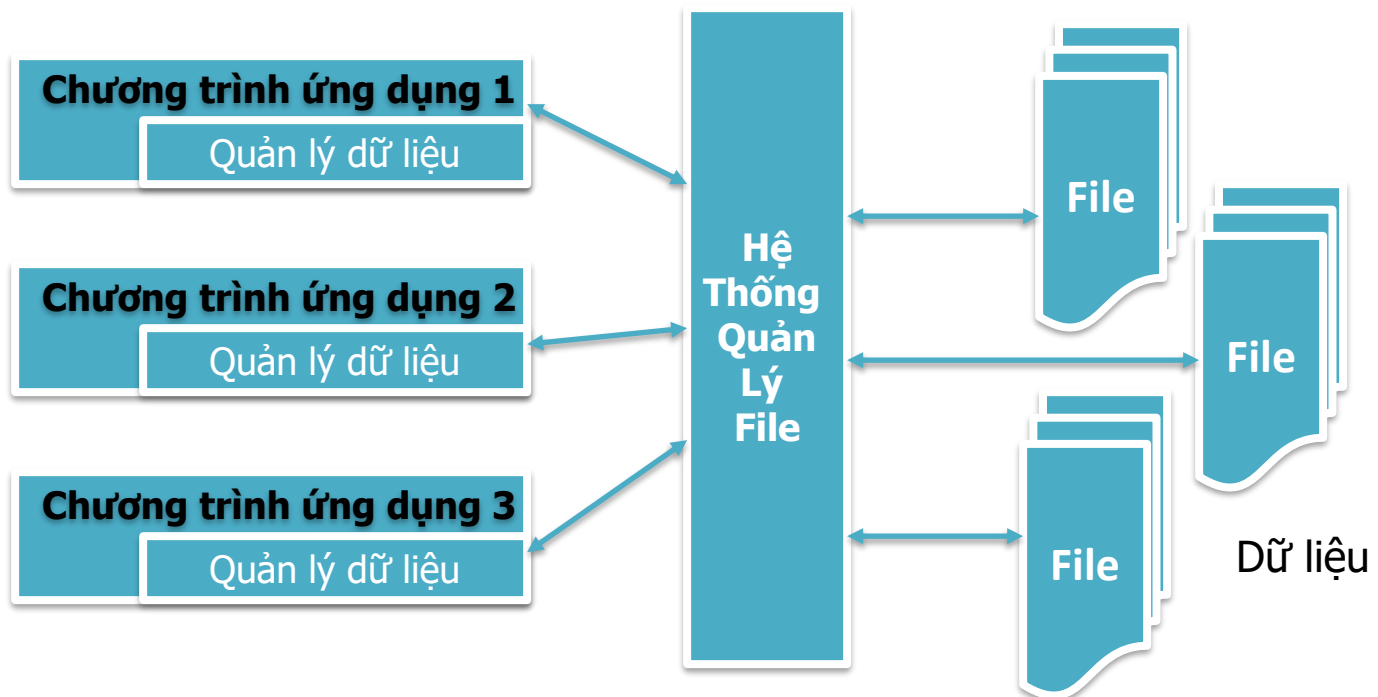 Chương trình ứng dụng 1
Quản lý dữ liệu
Chương trình ứng dụng 2
Quản lý dữ liệu
Chương trình ứng dụng 3
Quản lý dữ liệu
Hệ
Thống
Quản
Lý
File
File
File
File
Dữ liệu